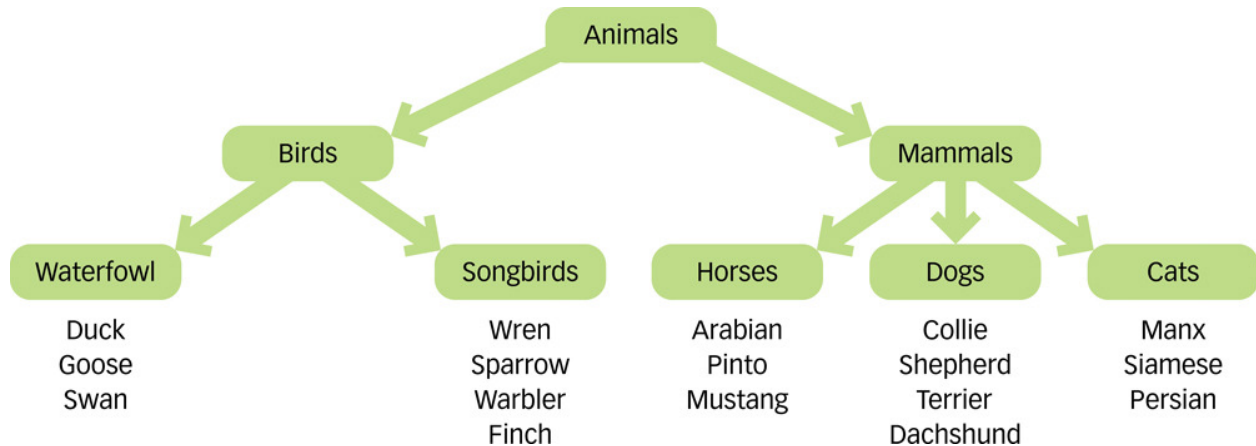 Animals
Birds
Mammals
Waterfowl
Duck
Goose
Swan
Songbirds
Wren
Sparrow
Warbler
Finch
Horses
Arabian
Pinto
Mustang
Dogs
Collie
Shepherd
Terrier
Dachshund
Cats
Manx
Siamese
Persian